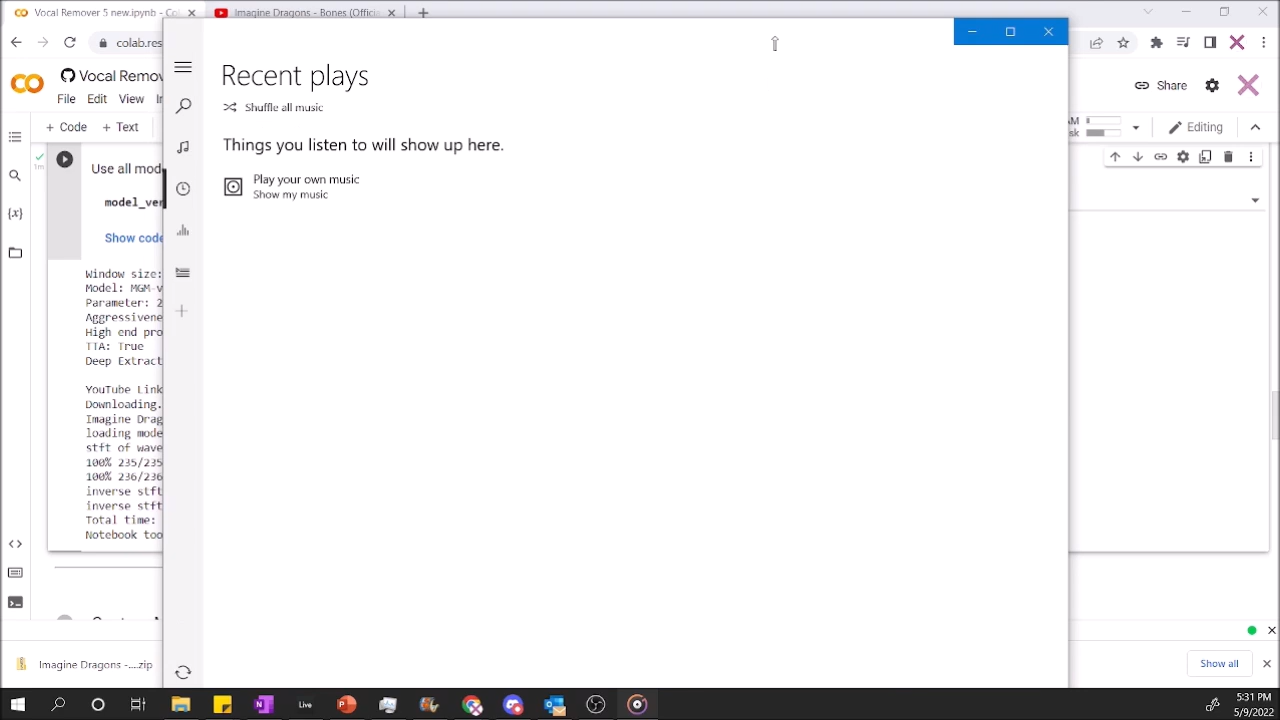 Vocal Remover 5 new.ipynb - Col
Imagine Dragons - Bones (Offici
colab.res
Vocal Remov
File Edit View
Share
+ Code + Text
Editing
Recent plays
Shuffle all music
Things you listen to will show up here.
Play your own music
Show my music
Use all mod
model_ver
Show code
Window size:
Model: MGM-v
Parameter: 2
Aggressivene
High end pro
TTA: True
Deep Extract
YouTube Link
Downloading.
Imagine Drag
loading mode
stft of wave
100% 235/235
100% 236/236
inverse stft
inverse stft
Total time:
Notebook too
Imagine Dragons -....zip
Show all
Live
5:31 PM
5/9/2022